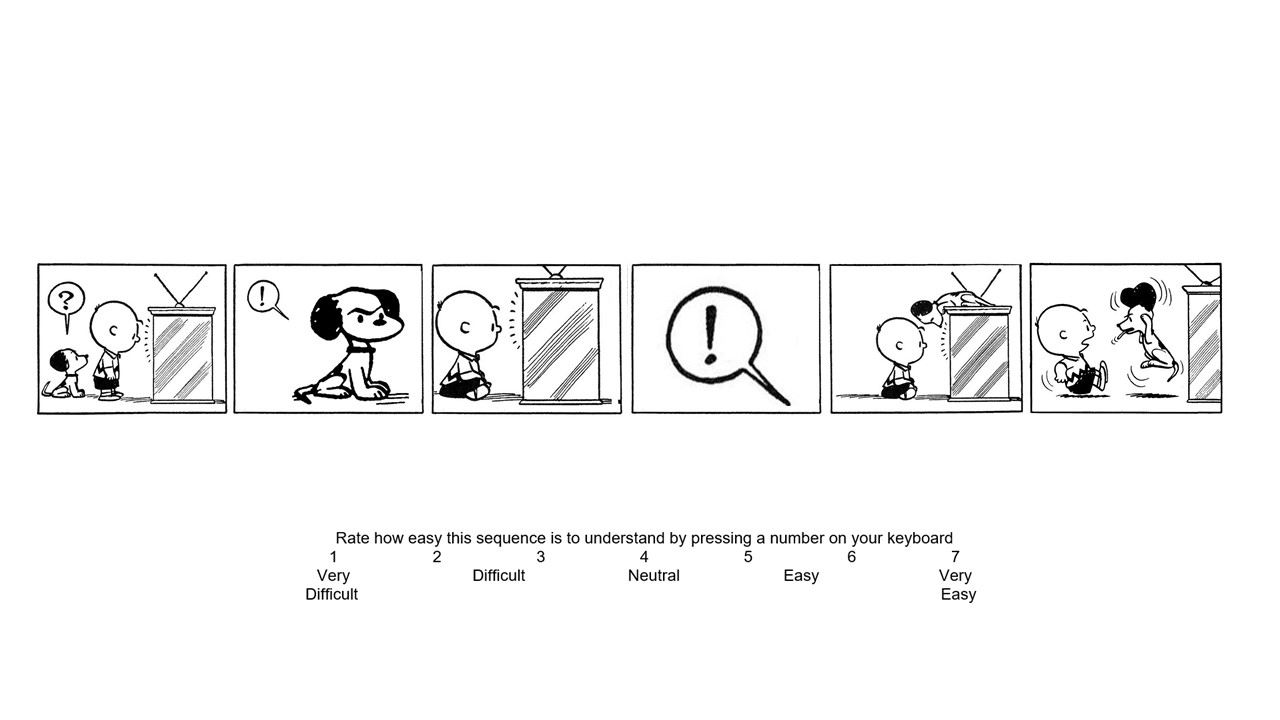 ?
!
!
Rate how easy this sequence is to understand by pressing a number on your keyboard
1 2 3 4 5 6 7
Very Difficult Neutral Easy Very
Difficult Easy